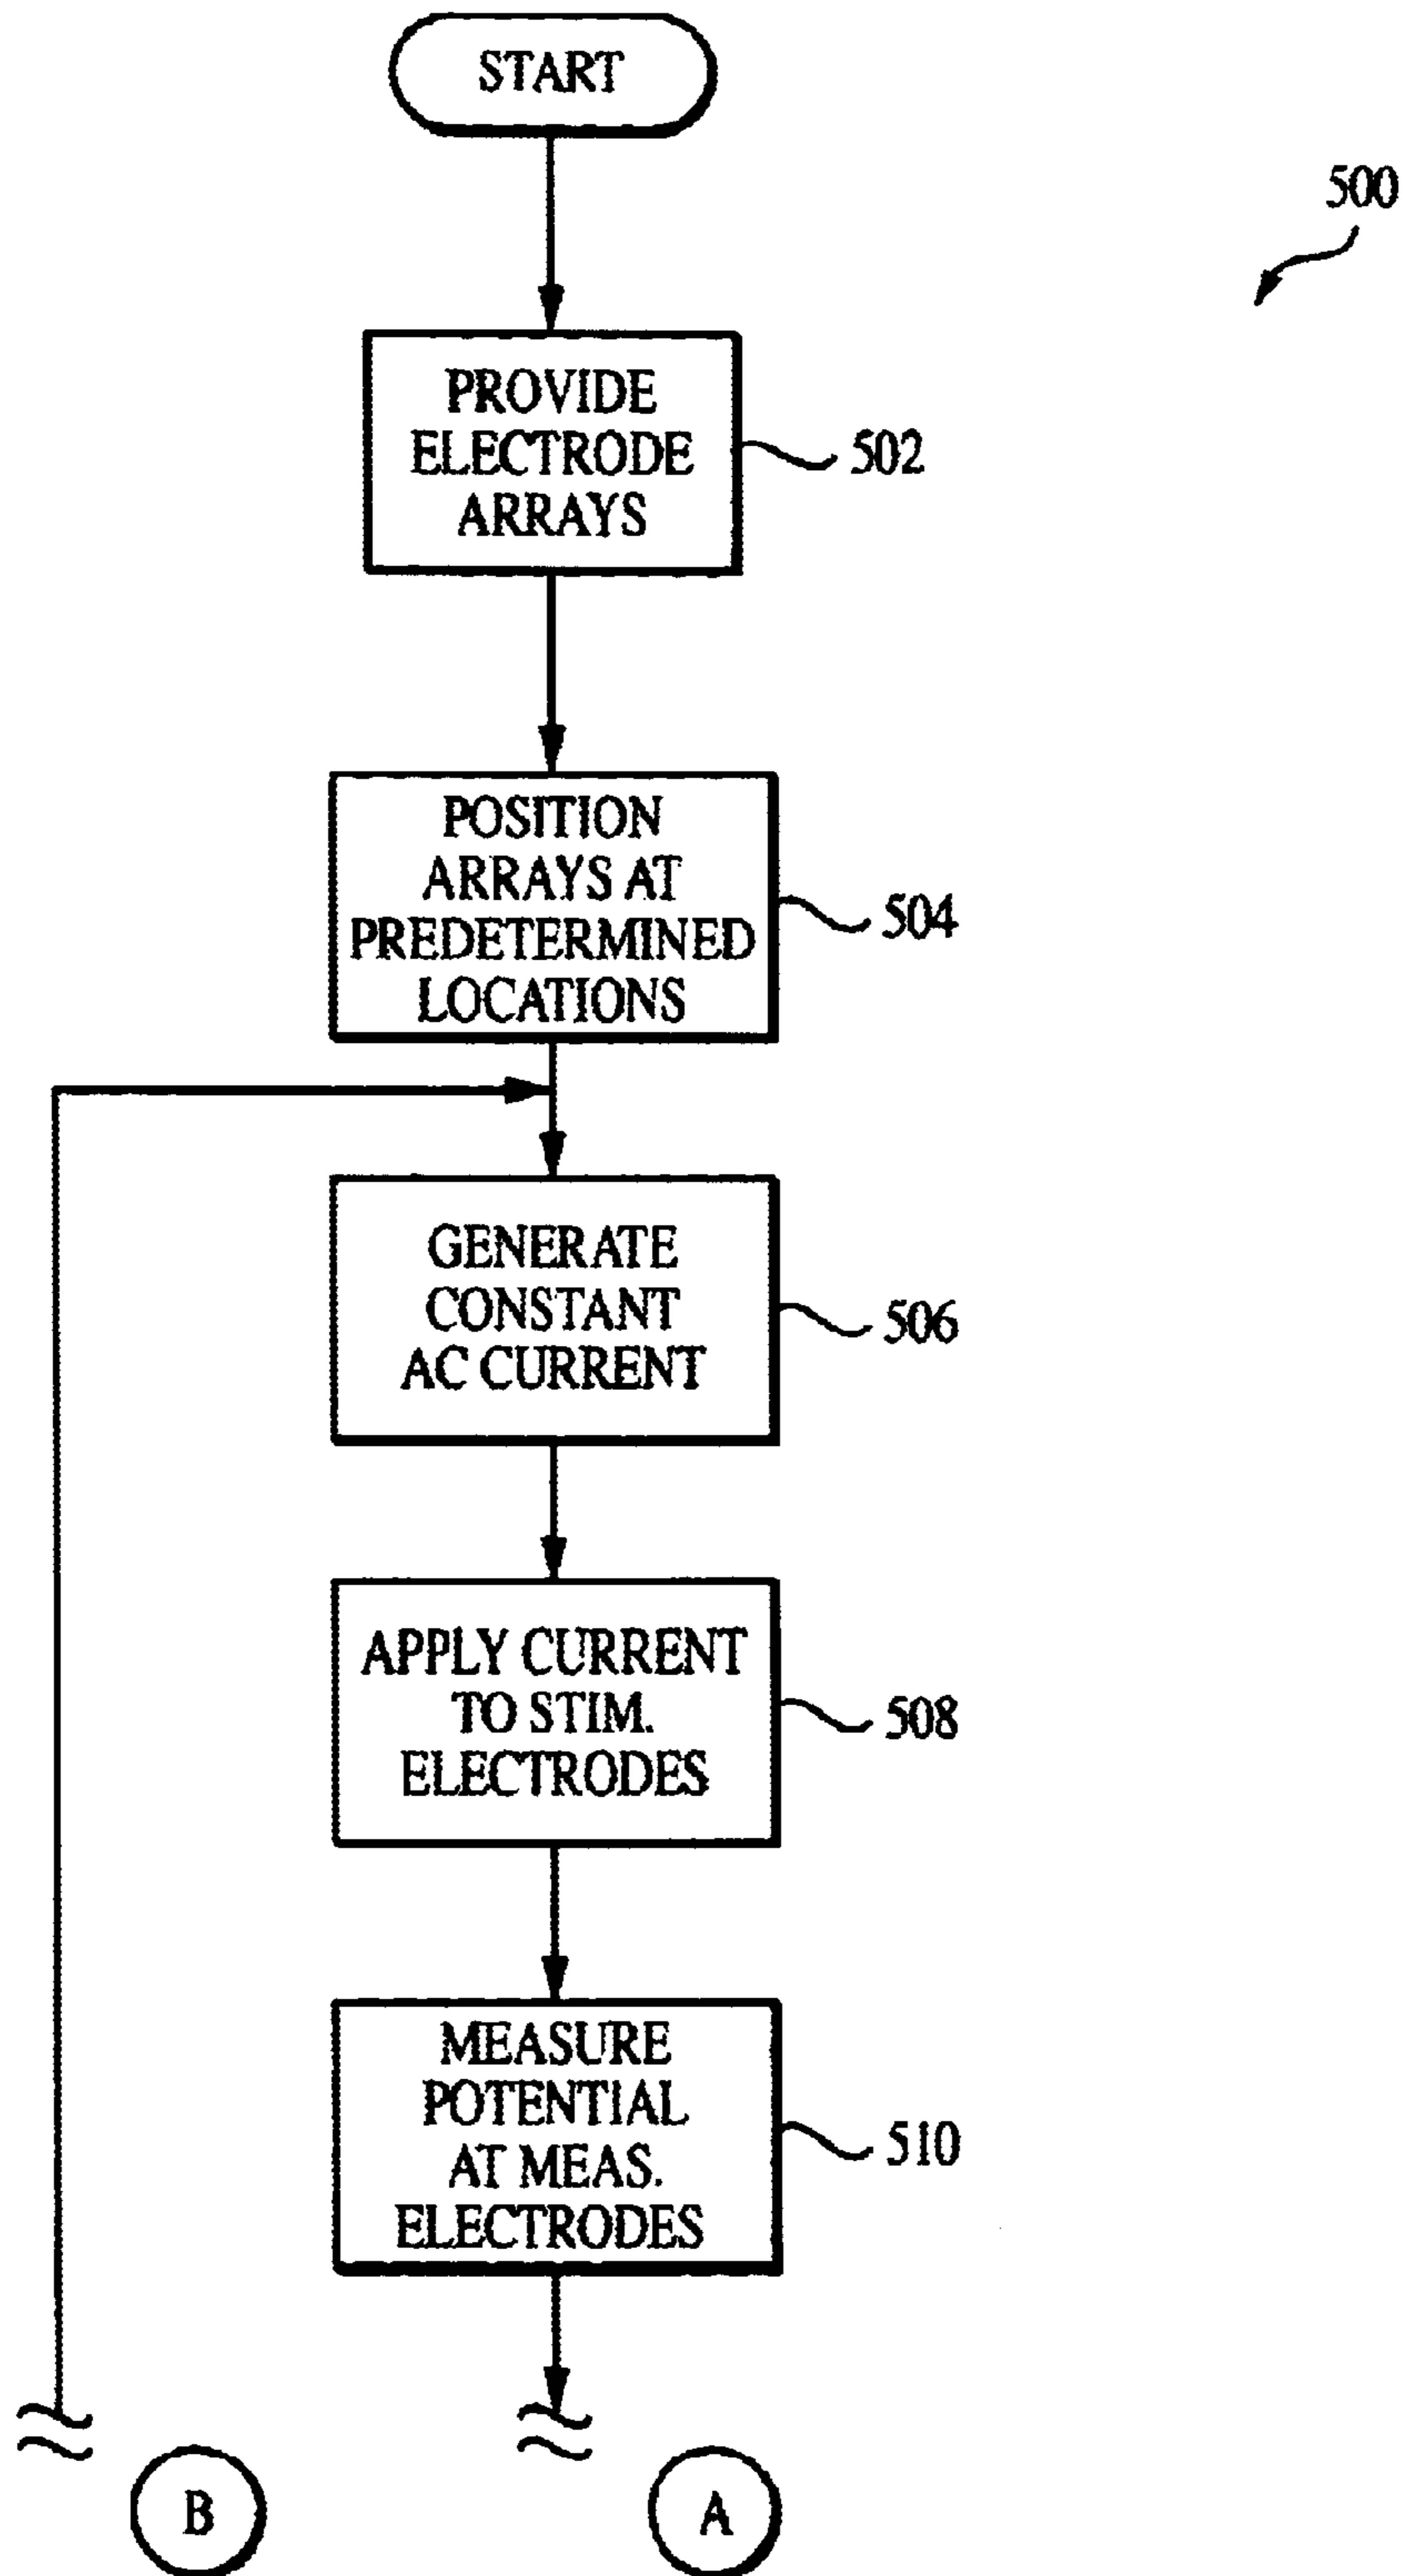 START
500
PROVIDE
ELECTRODE
ARRAYS
502
POSITION
ARRAYS AT
PREDETERMINED
LOCATIONS
504
GENERATE
CONSTANT
AC CURRENT
506
APPLY CURRENT
TO STIM.
ELECTRODES
508
MEASURE
POTENTIAL
AT MEAS.
ELECTRODES
510
B
A